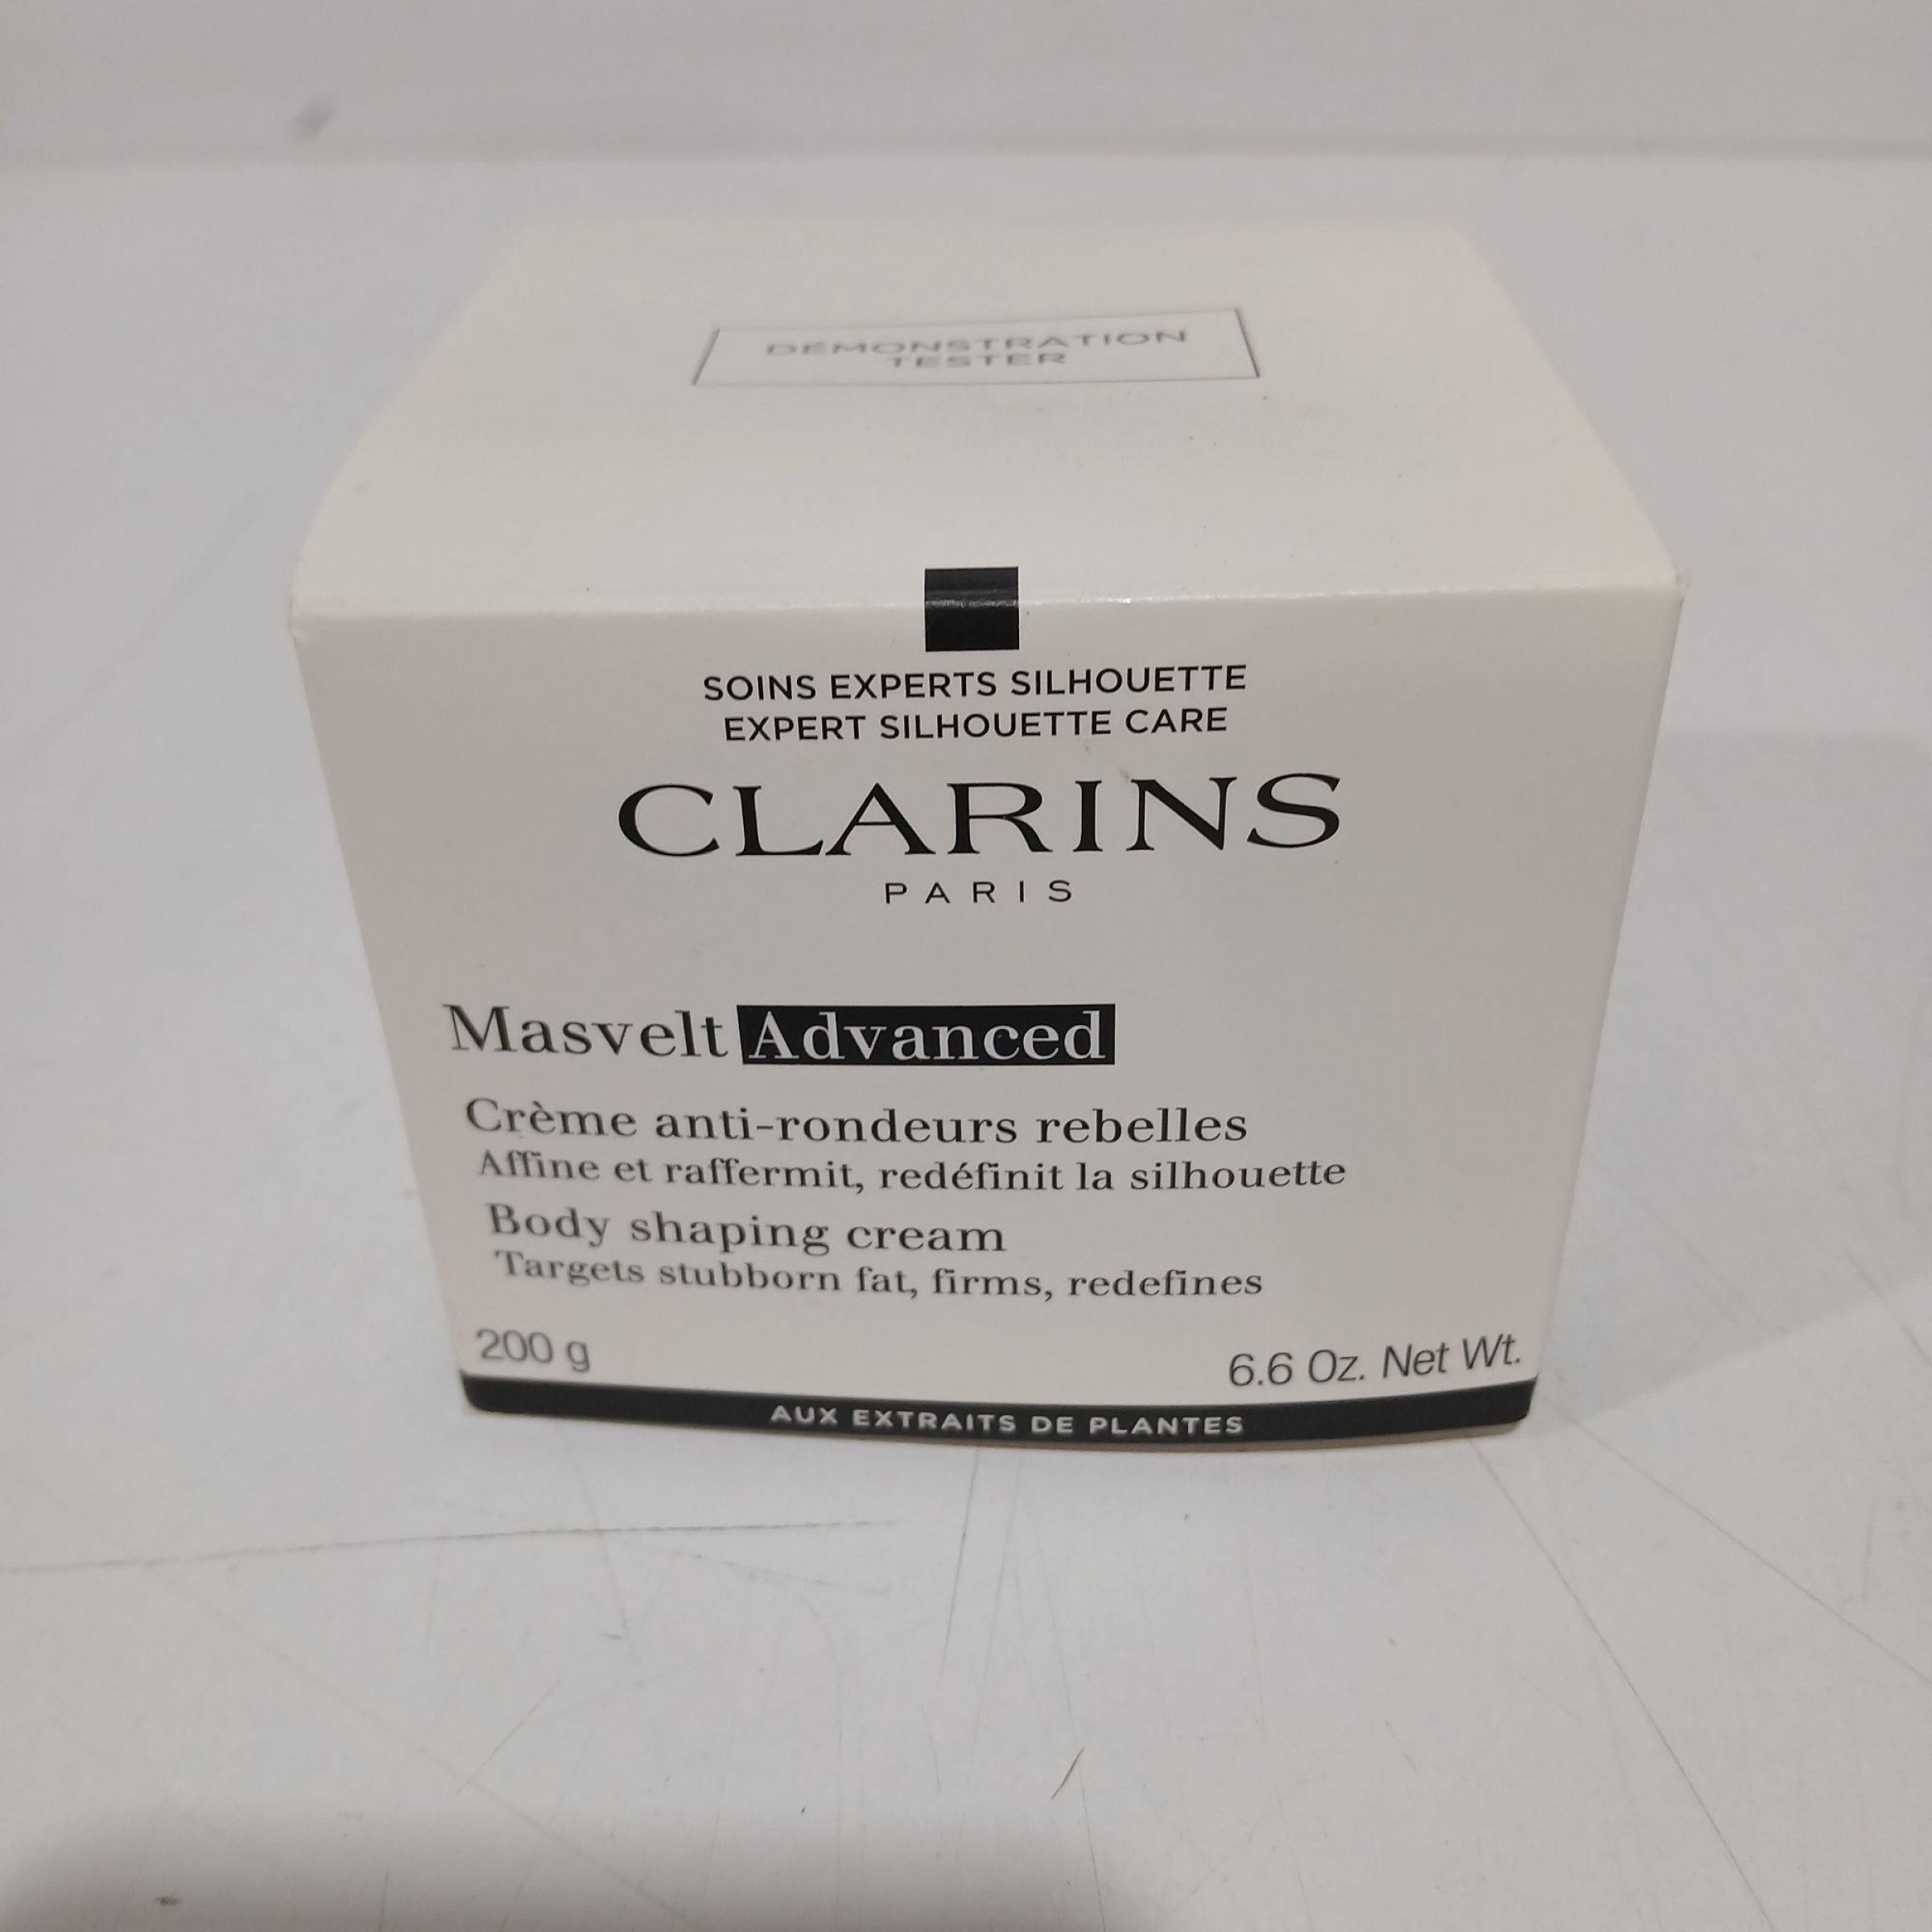 DEMONSTRATION
TESTER
SOINS EXPERTS SILHOUETTE
EXPERT SILHOUETTE CARE
CLARINS
PARIS
Masvelt Advanced
Crème anti-rondeurs rebelles
Affine et raffermit, redéfinit la silhouette
Body shaping cream
Targets stubborn fat, firms, redefines
200 g 6.6 Oz. Net Wt.
AUX EXTRAITS DE PLANTES